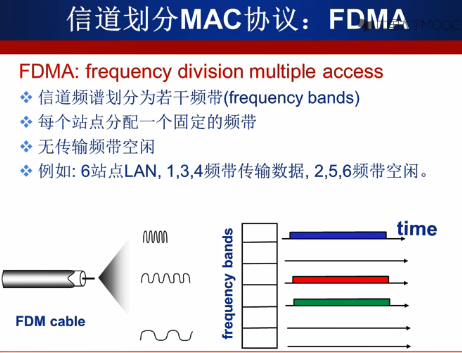 信道划分MAC协议：FDMA
FDMA: frequency division multiple access
信道频谱划分为若干频带(frequency bands)
每个站点分配一个固定的频带
无传输频带空闲
例如: 6站点LAN, 1,3,4频带传输数据, 2,5,6频带空闲。
time
frequency bands
FDM cable